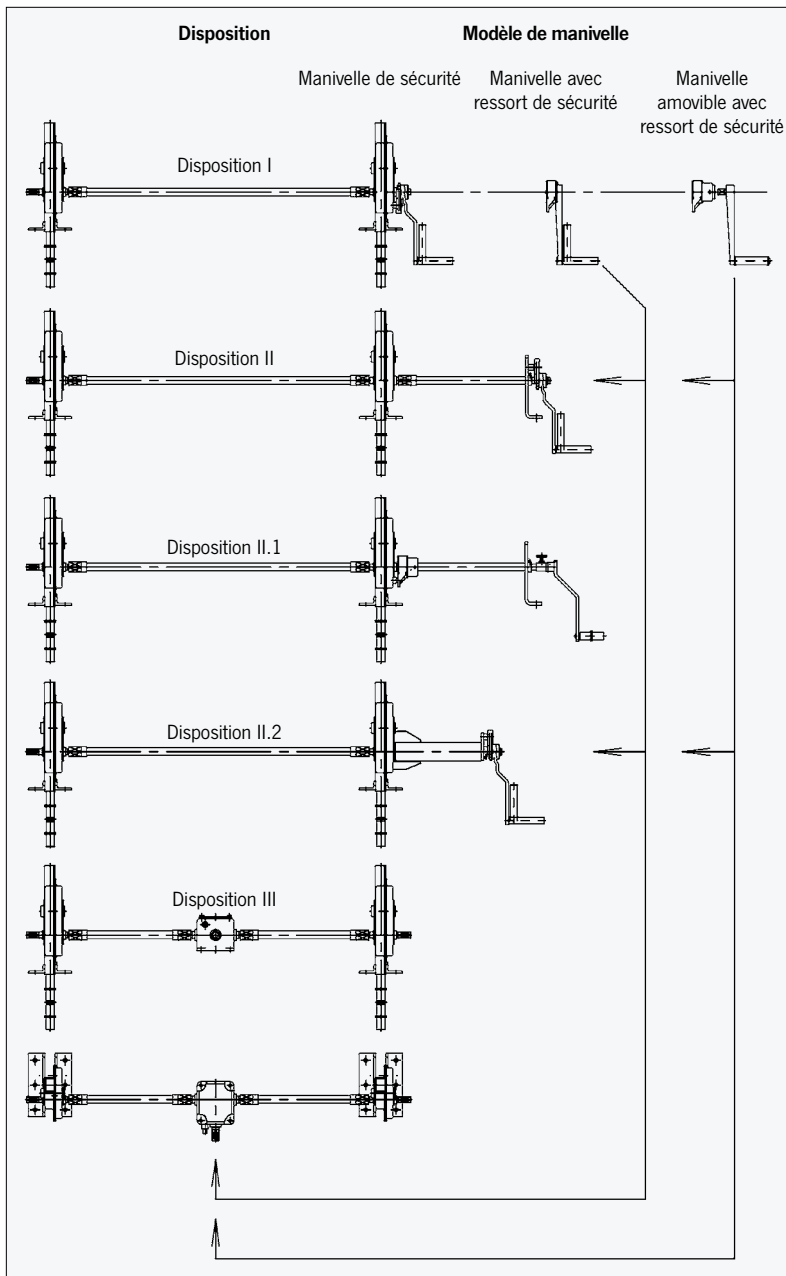 Disposition
Modèle de manivelle
Manivelle de sécurité
Manivelle avec
ressort de sécurité
Manivelle
amovible avec
ressort de sécurité
Disposition I
Disposition II
Disposition II.1
Disposition II.2
Disposition III